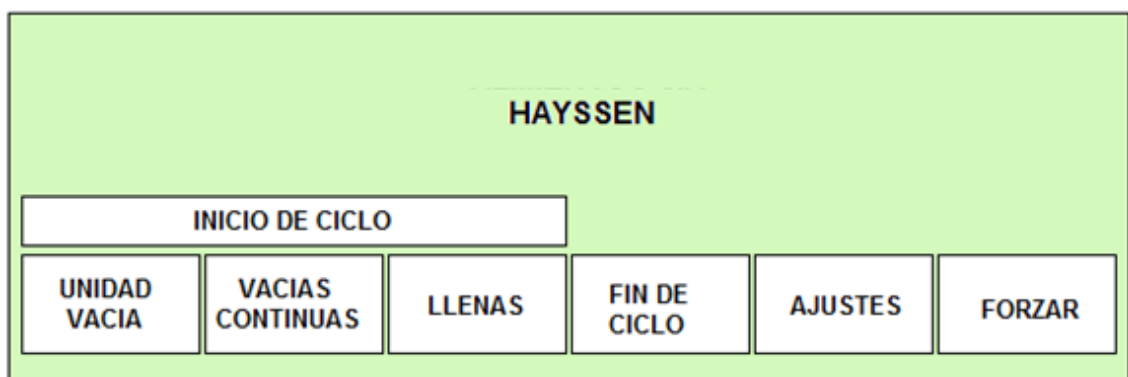 HAYSSEN
INICIO DE CICLO
UNIDAD
VACIA
VACIAS
CONTINUAS
LLENAS
FIN DE
CICLO
AJUSTES
FORZAR